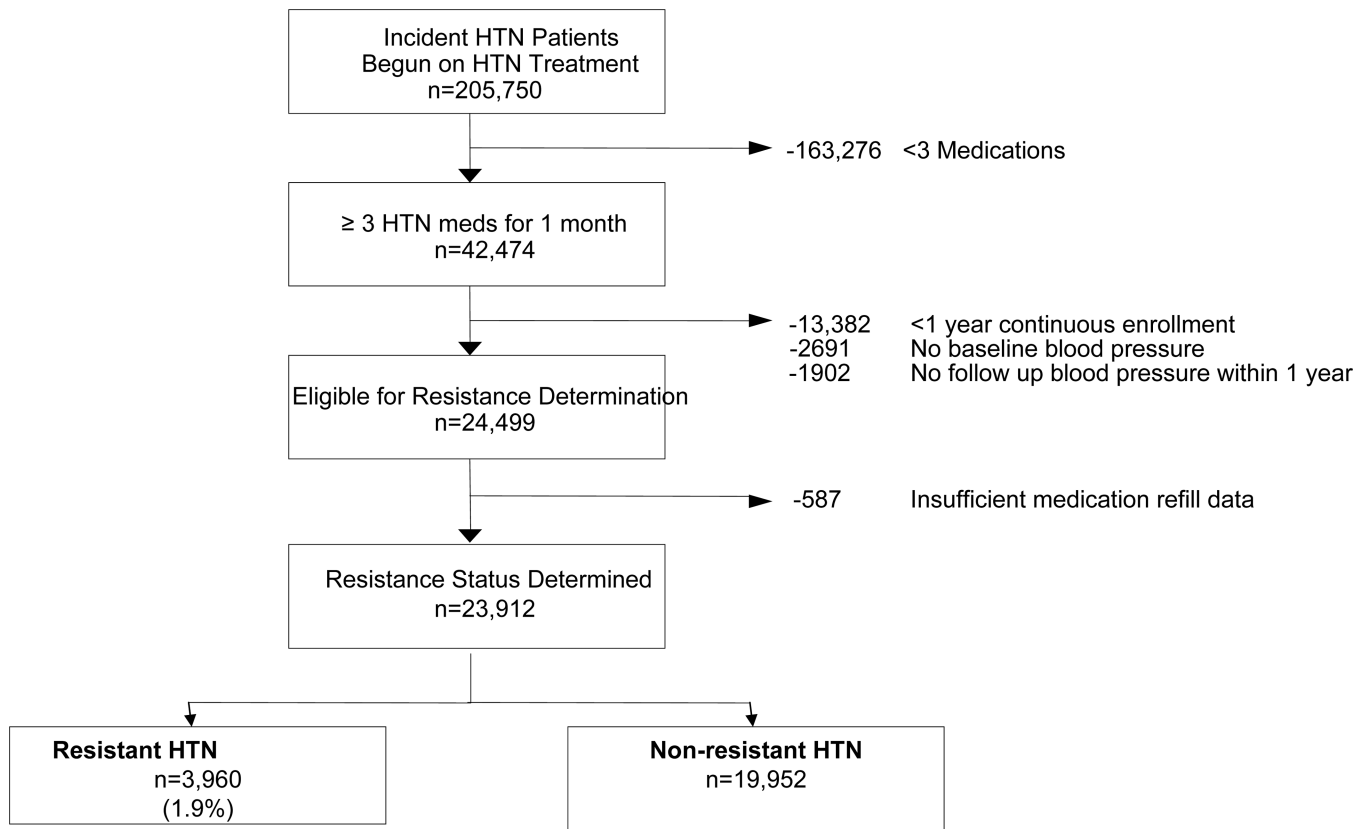 Incident HTN Patients
Begun on HTN Treatment
n=205,750
-163,276 <3 Medications
≥ 3 HTN meds for 1 month
n=42,474
-13,382 <1 year continuous enrollment
-2691 No baseline blood pressure
-1902 No follow up blood pressure within 1 year
Eligible for Resistance Determination
n=24,499
-587 Insufficient medication refill data
Resistance Status Determined
n=23,912
Resistant HTN
n=3,960
(1.9%)
Non-resistant HTN
n=19,952